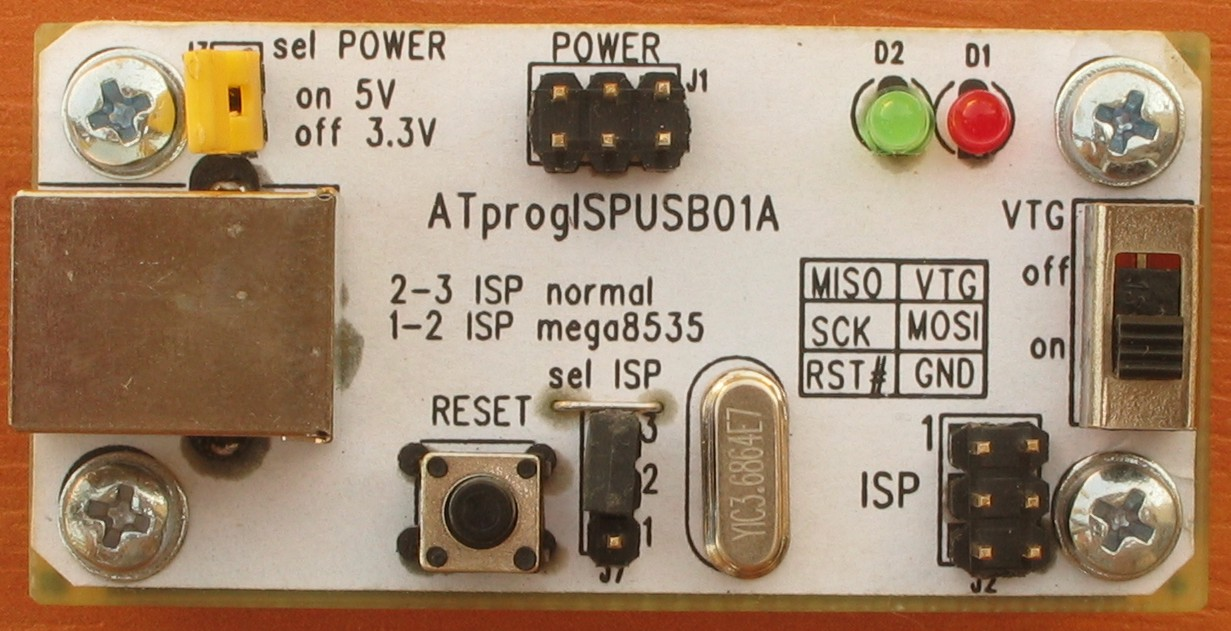 sel POWER
on 5V
off 3.3V
POWER
J1
D2 D1
ATprogISPUSB01A
VTG
off
on
2-3 ISP normal
1-2 ISP mega8535
sel ISP
MISO VTG
SCK MOSI
RST# GND
RESET
3
2
1
J7
YIC3.6864E7
1
ISP
J2